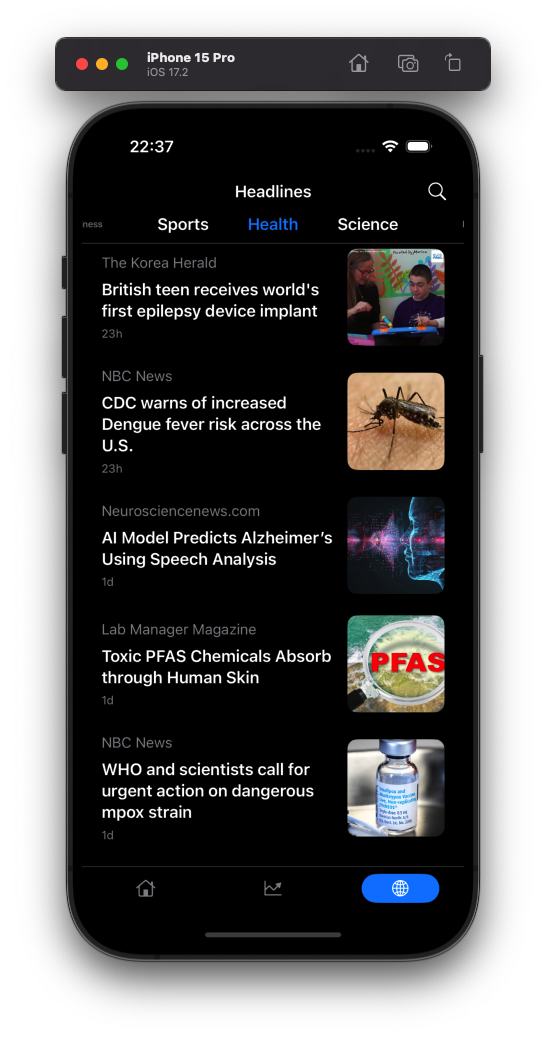 iPhone 15 Pro
iOS 17.2
22:37
Headlines
ness Sports Health Science
The Korea Herald
British teen receives world's
first epilepsy device implant
23h
NBC News
CDC warns of increased
Dengue fever risk across the
U.S.
23h
Neurosciencenews.com
AI Model Predicts Alzheimer’s
Using Speech Analysis
1d
Lab Manager Magazine
Toxic PFAS Chemicals Absorb
through Human Skin
1d
PFAS
NBC News
WHO and scientists call for
urgent action on dangerous
mpox strain
1d